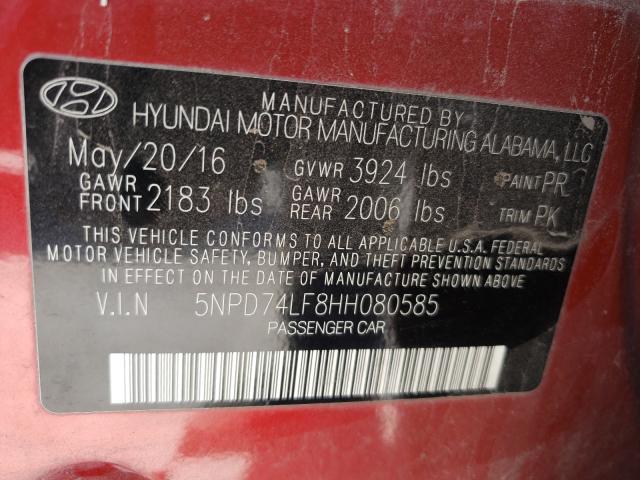 MANUFACTURED BY
HYUNDAI MOTOR MANUFACTURING ALABAMA, LLC
May/20/16 GVWR 3924 lbs PAINT PR
GAWR FRONT 2183 lbs GAWR REAR 2006 lbs TRIM PK
THIS VEHICLE CONFORMS TO ALL APPLICABLE U.S.A. FEDERAL
MOTOR VEHICLE SAFETY, BUMPER, AND THEFT PREVENTION STANDARDS
IN EFFECT ON THE DATE OF MANUFACTURE SHOWN ABOVE.
V.I.N 5NPD74LF8HH080585
PASSENGER CAR